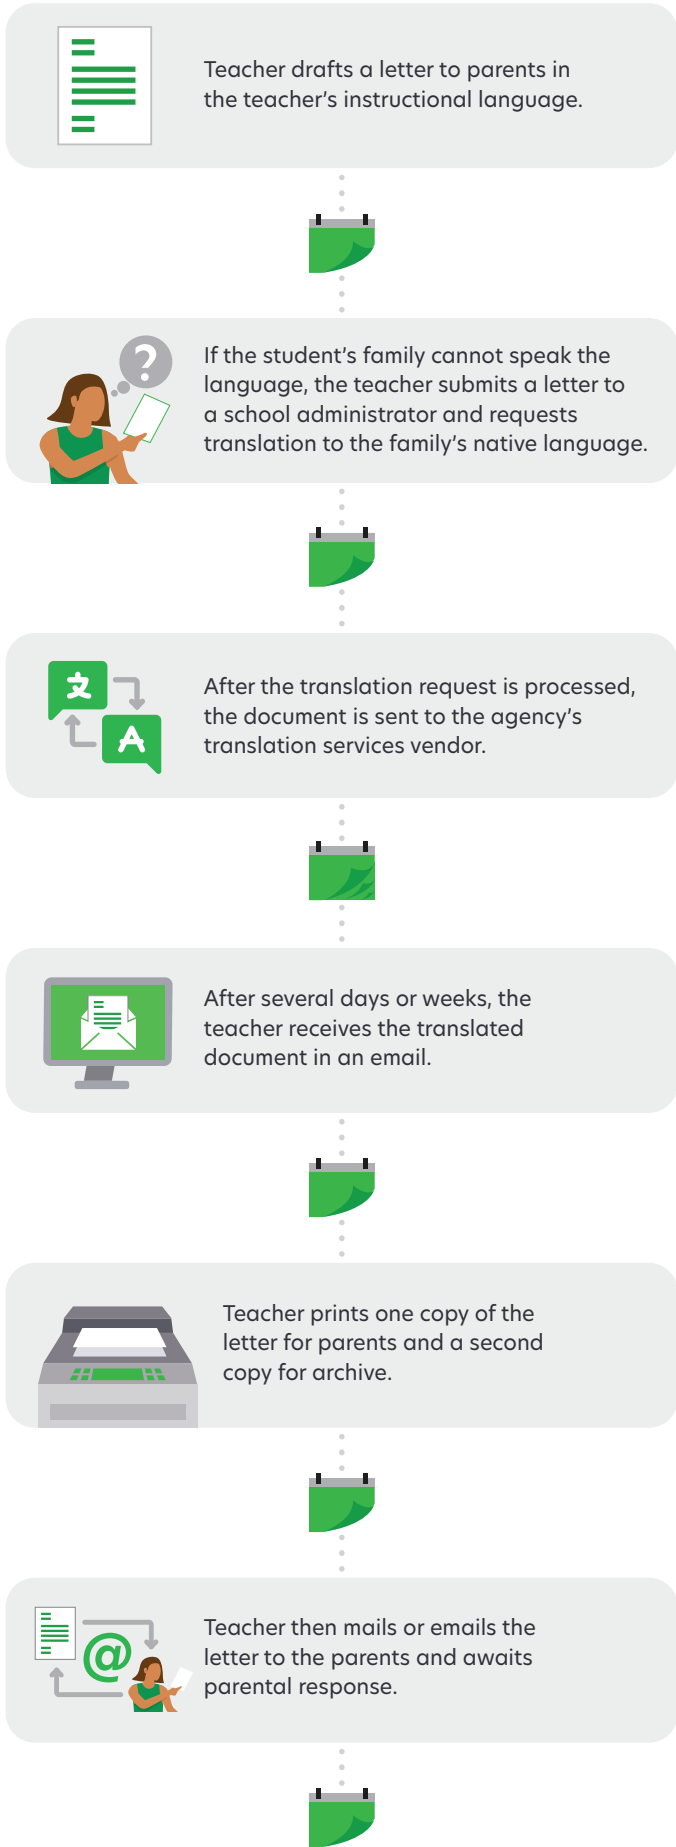 Teacher drafts a letter to parents in
the teacher’s instructional language.
?
If the student’s family cannot speak the
language, the teacher submits a letter to
a school administrator and requests
translation to the family’s native language.
文
A
After the translation request is processed,
the document is sent to the agency’s
translation services vendor.
After several days or weeks, the
teacher receives the translated
document in an email.
Teacher prints one copy of the
letter for parents and a second
copy for archive.
@
Teacher then mails or emails the
letter to the parents and awaits
parental response.